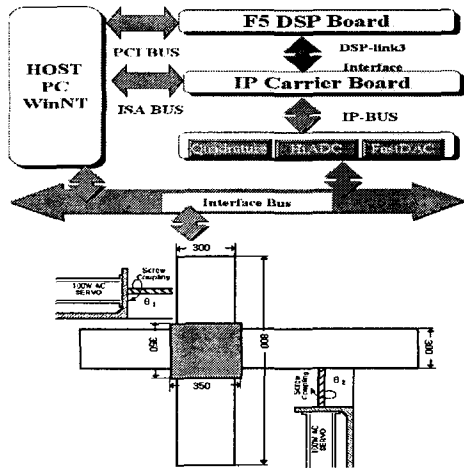 F5 DSP Board
PCI BUS
DSP-link3
Interface
HOST
PC
WinNT
IP Carrier Board
ISA BUS
IP-BUS
Quadrature
HiADC
FastDAC
Interface Bus
300
Screw
Coupling
100W AC
SERVO
θ1
350
800
300
350
Screw
Coupling
θ2
100W AC
SERVO